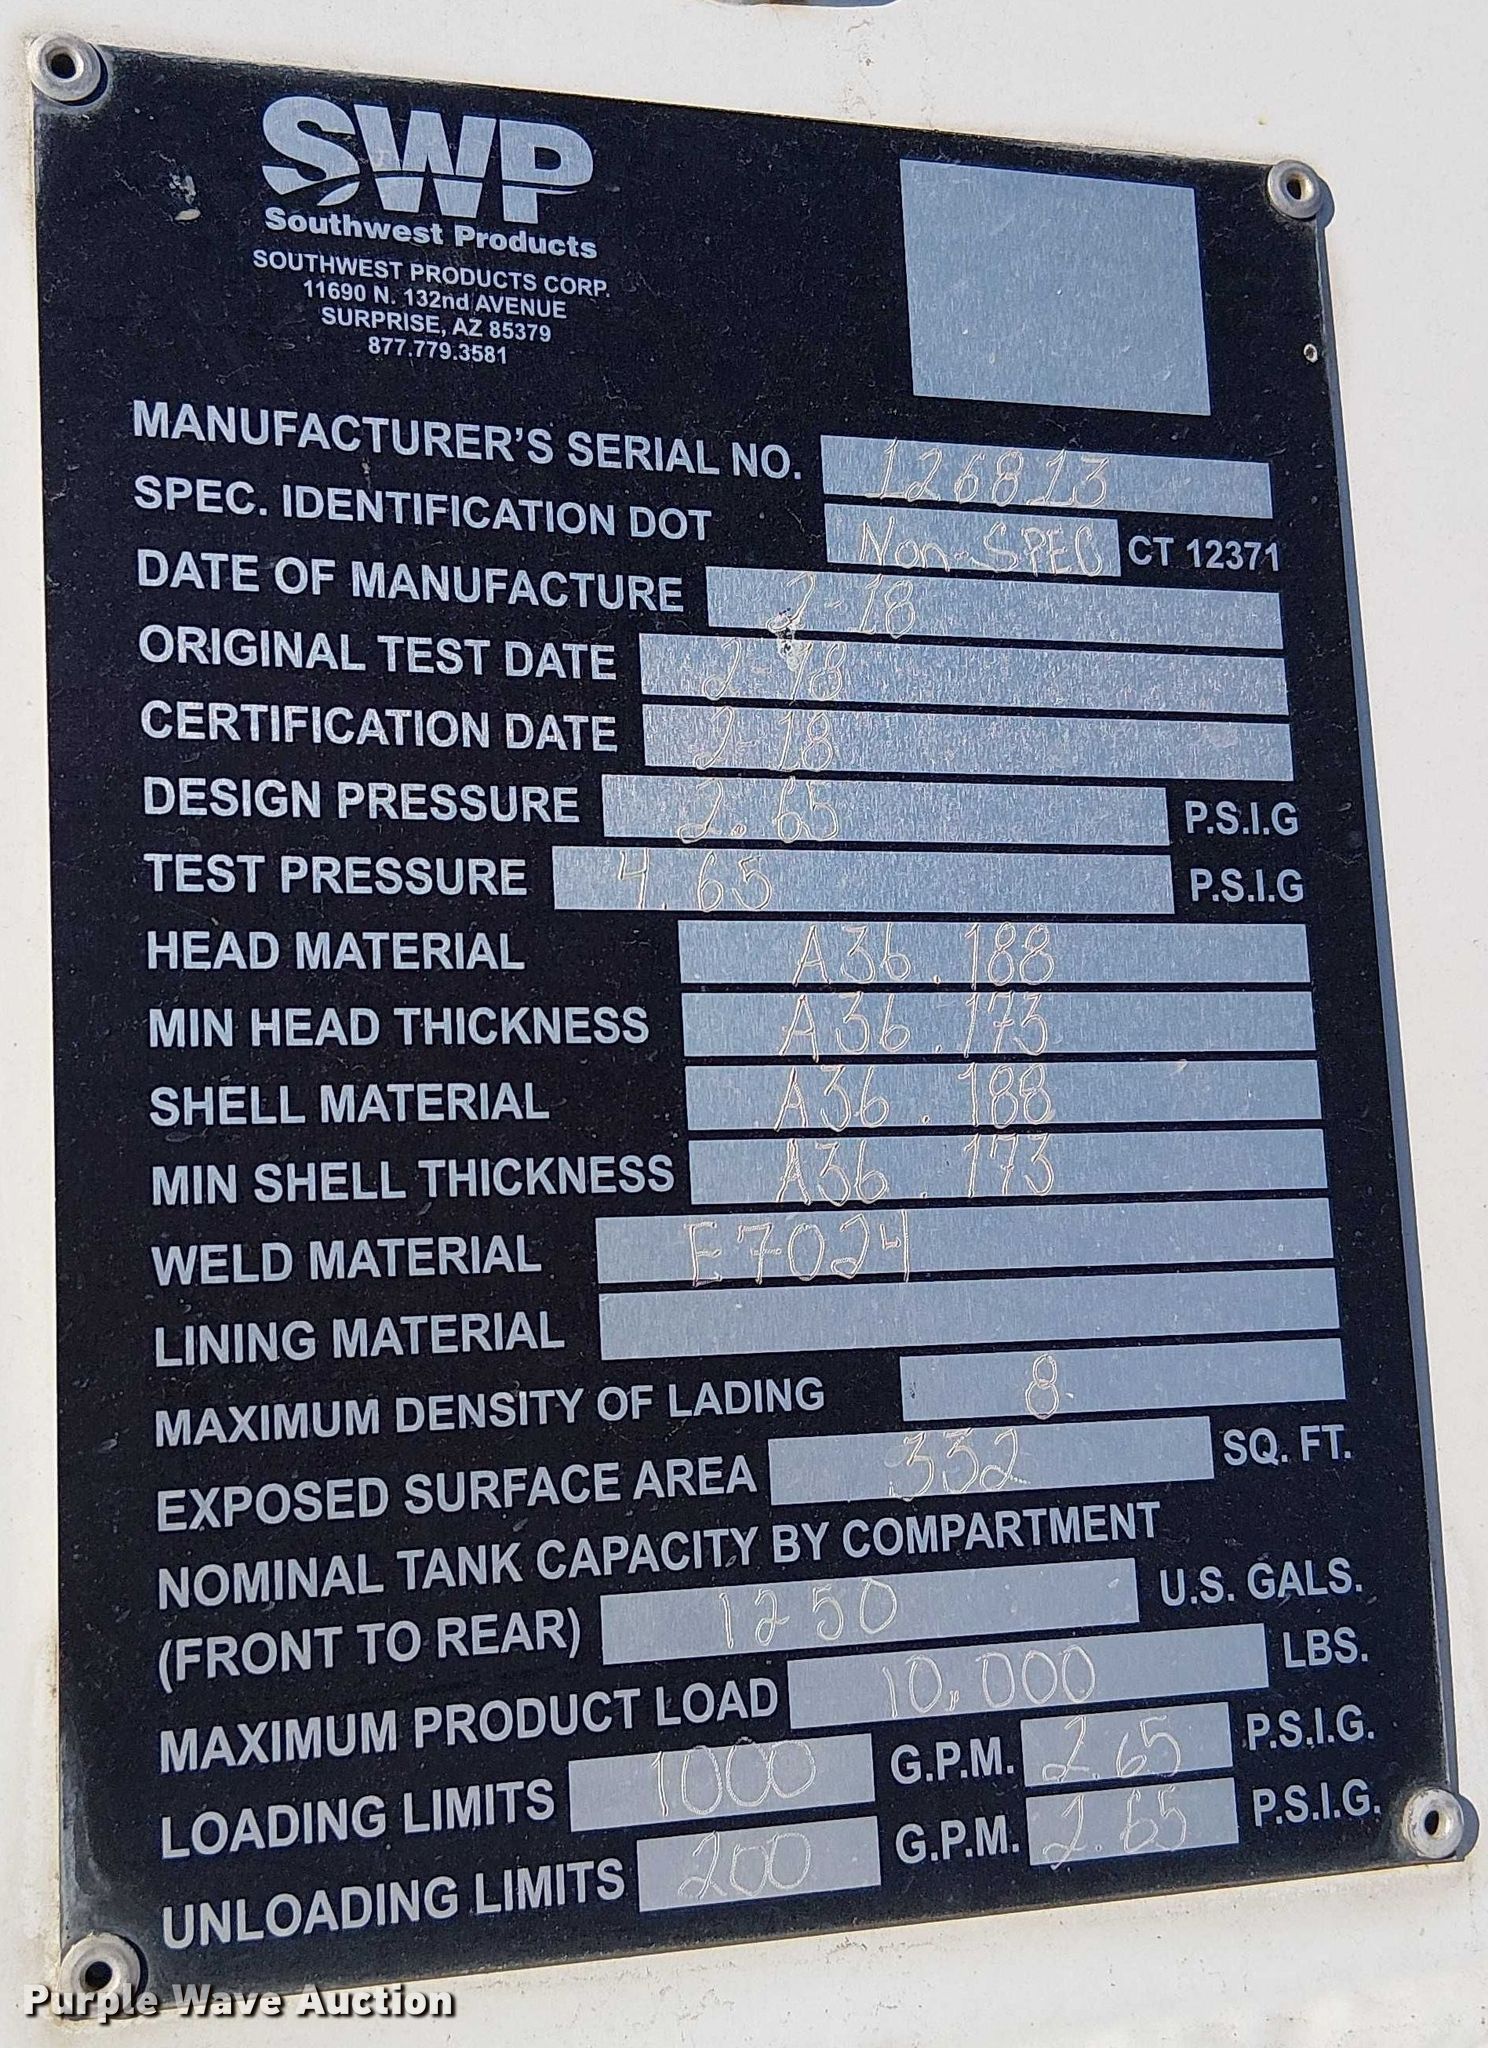 SWP
Southwest Products
SOUTHWEST PRODUCTS CORP.
11690 N. 132nd AVENUE
SURPRISE, AZ 85379
877.779.3581
MANUFACTURER'S SERIAL NO. 126813
SPEC. IDENTIFICATION DOT Non-SPEC CT 12371
DATE OF MANUFACTURE 2-18
ORIGINAL TEST DATE 2-18
CERTIFICATION DATE 2-18
DESIGN PRESSURE 2.65 P.S.I.G
TEST PRESSURE 4.65 P.S.I.G
HEAD MATERIAL A36 .188
MIN HEAD THICKNESS A36 .173
SHELL MATERIAL A36 .188
MIN SHELL THICKNESS A36 .173
WELD MATERIAL E7024
LINING MATERIAL
MAXIMUM DENSITY OF LADING 8
EXPOSED SURFACE AREA 332 SQ. FT.
NOMINAL TANK CAPACITY BY COMPARTMENT
(FRONT TO REAR) 1250 U.S. GALS.
MAXIMUM PRODUCT LOAD 10,000 LBS.
LOADING LIMITS 1000 G.P.M. 2.65 P.S.I.G.
UNLOADING LIMITS 200 G.P.M. 2.65 P.S.I.G.
Purple Wave Auction